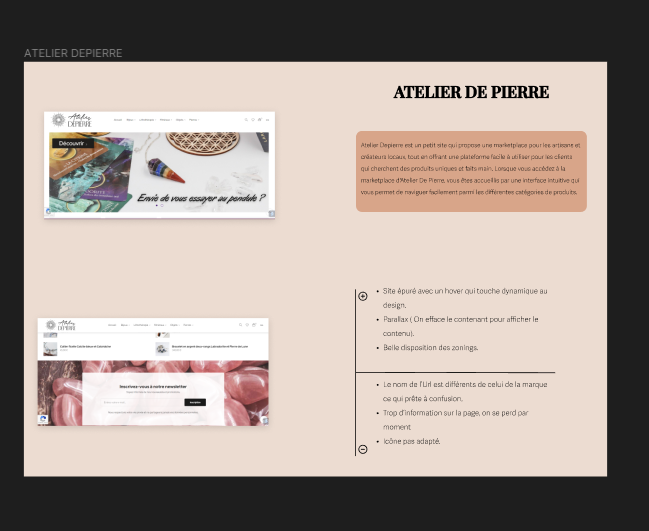 ATELIER DEPIERRE
ATELIER DE PIERRE
Atelier
DEPIERRE
Découvrir
Envie de vous essayer au pendule ?
Atelier Depierre est un petit site qui propose une marketplace pour les artisans et
créateurs locaux, tout en offrant une plateforme facile à utiliser pour les clients
qui cherchent des produits uniques et faits main. Lorsque vous accédez à la
marketplace d'Atelier De Pierre, vous êtes accueillis par une interface intuitive qui
vous permet de naviguer facilement parmi les différentes catégories de produits.
Site épuré avec un hover qui touche dynamique au
design.
Parallax ( On efface le contenant pour afficher le
contenu).
Belle disposition des zonings.
Atelier
DEPIERRE
Inscrivez-vous à notre newsletter
Le nom de l'Url est différents de celui de la marque
ce qui prête à confusion.
Trop d'information sur la page, on se perd par
moment
Icône pas adapté.